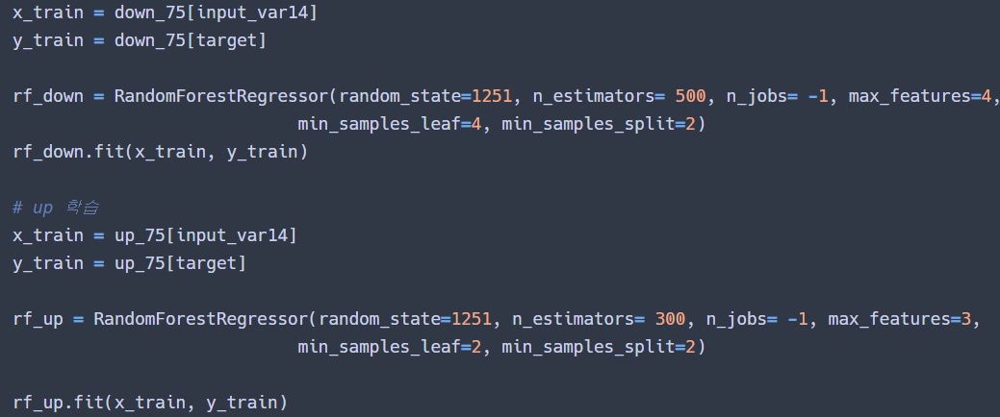 x_train = down_75[input_var14]
y_train = down_75[target]
rf_down = RandomForestRegressor(random_state=1251, n_estimators= 500, n_jobs= -1, max_features=4,
min_samples_leaf=4, min_samples_split=2)
rf_down.fit(x_train, y_train)
# up 학습
x_train = up_75[input_var14]
y_train = up_75[target]
rf_up = RandomForestRegressor(random_state=1251, n_estimators= 300, n_jobs= -1, max_features=3,
min_samples_leaf=2, min_samples_split=2)
rf_up.fit(x_train, y_train)